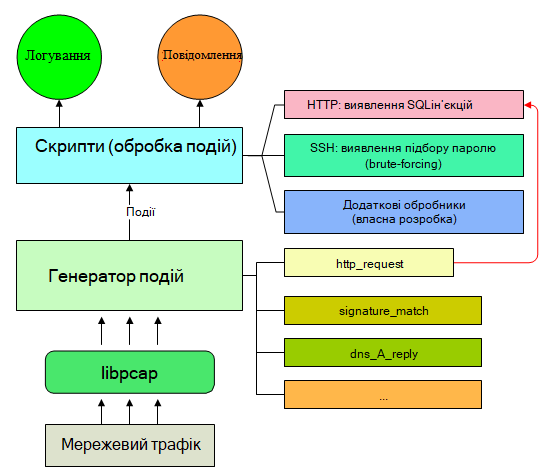 Логування
Повідомлення
HTTP: виявлення SQLін'єкцій
Скрипти (обробка подій)
SSH: виявлення підбору паролю
(brute-forcing)
Додаткові обробники
(власна розробка)
Події
Генератор подій
http_request
signature_match
dns_A_reply
...
libpcap
Мережевий трафік